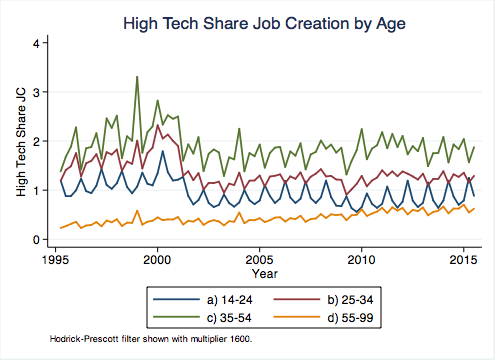 High Tech Share Job Creation by Age
4
3
2
1
0
High Tech Share JC
1995 2000 2005 2010 2015
Year
a) 14-24 b) 25-34
c) 35-54 d) 55-99
Hodrick-Prescott filter shown with multiplier 1600.